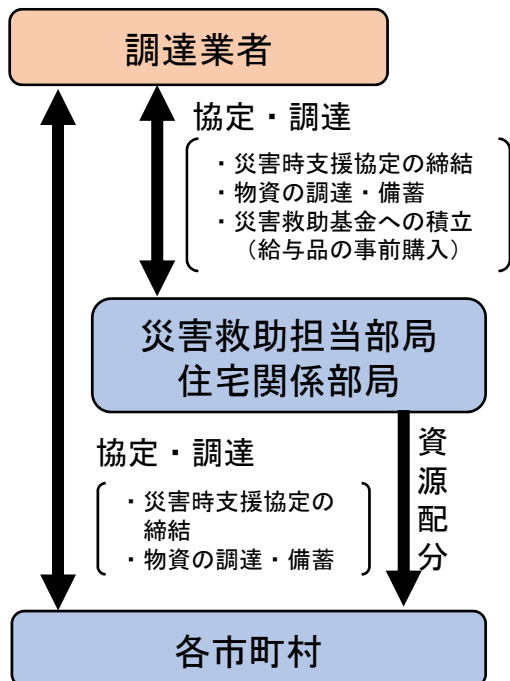 調達業者
協定・調達
・災害時支援協定の締結
・物資の調達・備蓄
・災害救助基金への積立
（給与品の事前購入）
災害救助担当部局
住宅関係部局
協定・調達
・災害時支援協定の
締結
・物資の調達・備蓄
資源配分
各市町村